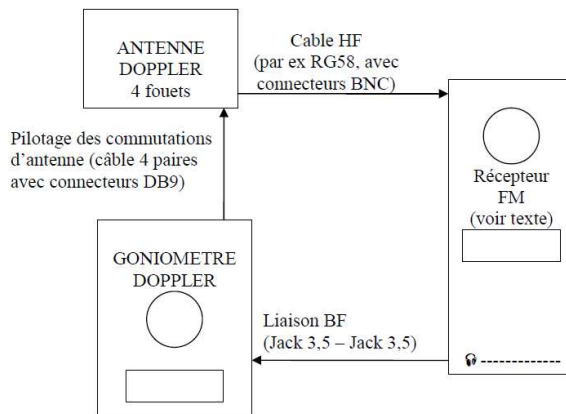 ANTENNE
DOPPLER
4 fouets
Cable HF
(par ex RG58, avec
connecteurs BNC)
Pilotage des commutations
d’antenne (câble 4 paires
avec connecteurs DB9)
Récepteur
FM
(voir texte)
GONIOMETRE
DOPPLER
Liaison BF
(Jack 3,5 – Jack 3,5)